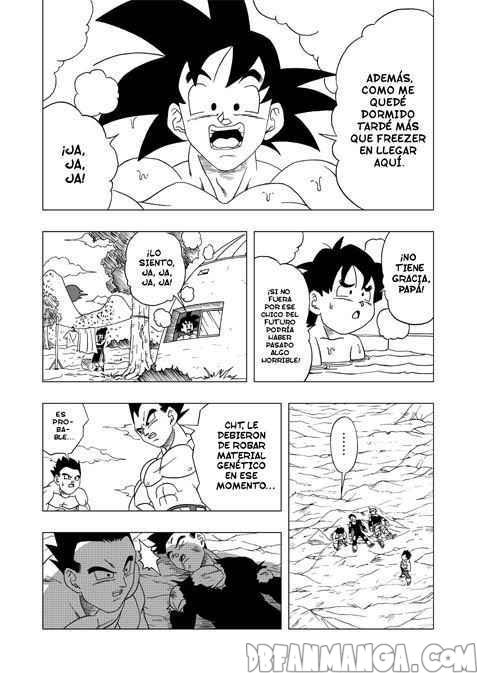 ADEMÁS,
COMO ME
QUEDÉ
DORMIDO
TARDÉ MÁS
QUE FREEZER
EN LLEGAR
AQUÍ.
¡JA,
JA,
JA!
¡LO
SIENTO,
JA, JA,
JA, JA!
¡NO
TIENE
GRACIA,
PAPÁ!
¡SI NO
FUERA
POR ESE
CHICO DEL
FUTURO
PODRÍA
HABER
PASADO
ALGO
HORRIBLE!
CHT, LE
DEBIERON
DE ROBAR
MATERIAL
GENÉTICO
EN ESE
MOMENTO...
ES
PRO-
BABLE...
......
DBFANMANGA.COM